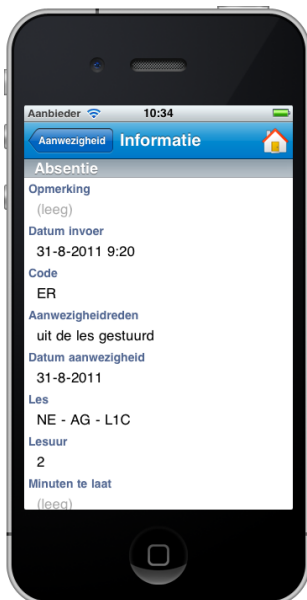 Aanbieder 10:34
Aanwezigheid Informatie
Absentie
Opmerking
(leeg)
Datum invoer
31-8-2011 9:20
Code
ER
Aanwezigheidreden
uit de les gestuurd
Datum aanwezigheid
31-8-2011
Les
NE - AG - L1C
Lesuur
2
Minuten te laat
(leeg)